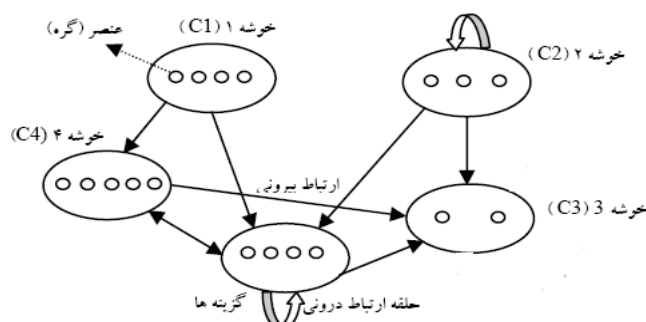 عنصر (گره)
خوشه ۱ (C1)
خوشه ۲ (C2)
خوشه ۴ (C4)
ارتباط بیرونی
خوشه 3 (C3)
گزینه ها
حلقه ارتباط درونی